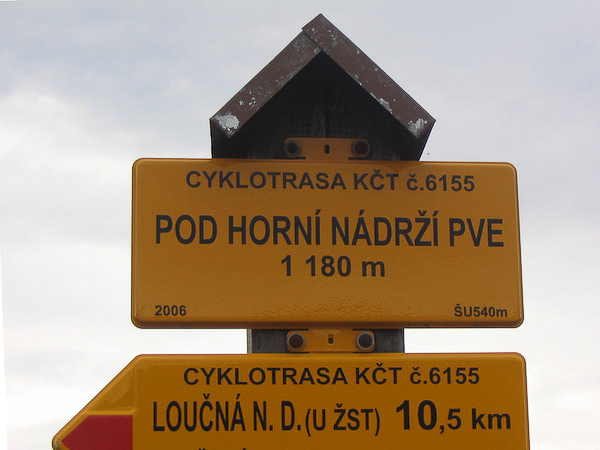 CYKLOTRASA KČT č.6155
POD HORNÍ NÁDRŽÍ PVE
1 180 m
2006 ŠU540m
CYKLOTRASA KČT č.6155
LOUČNÁ N. D. (U ŽST) 10,5 km